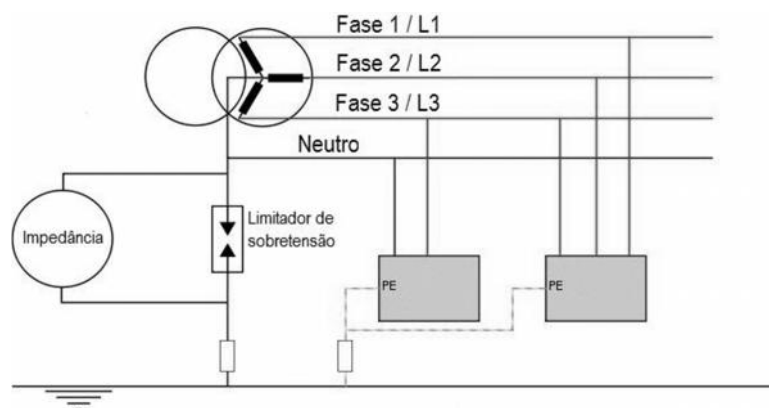 Fase 1 / L1
Fase 2 / L2
Fase 3 / L3
Neutro
Impedância
Limitador de
sobretensão
PE
PE